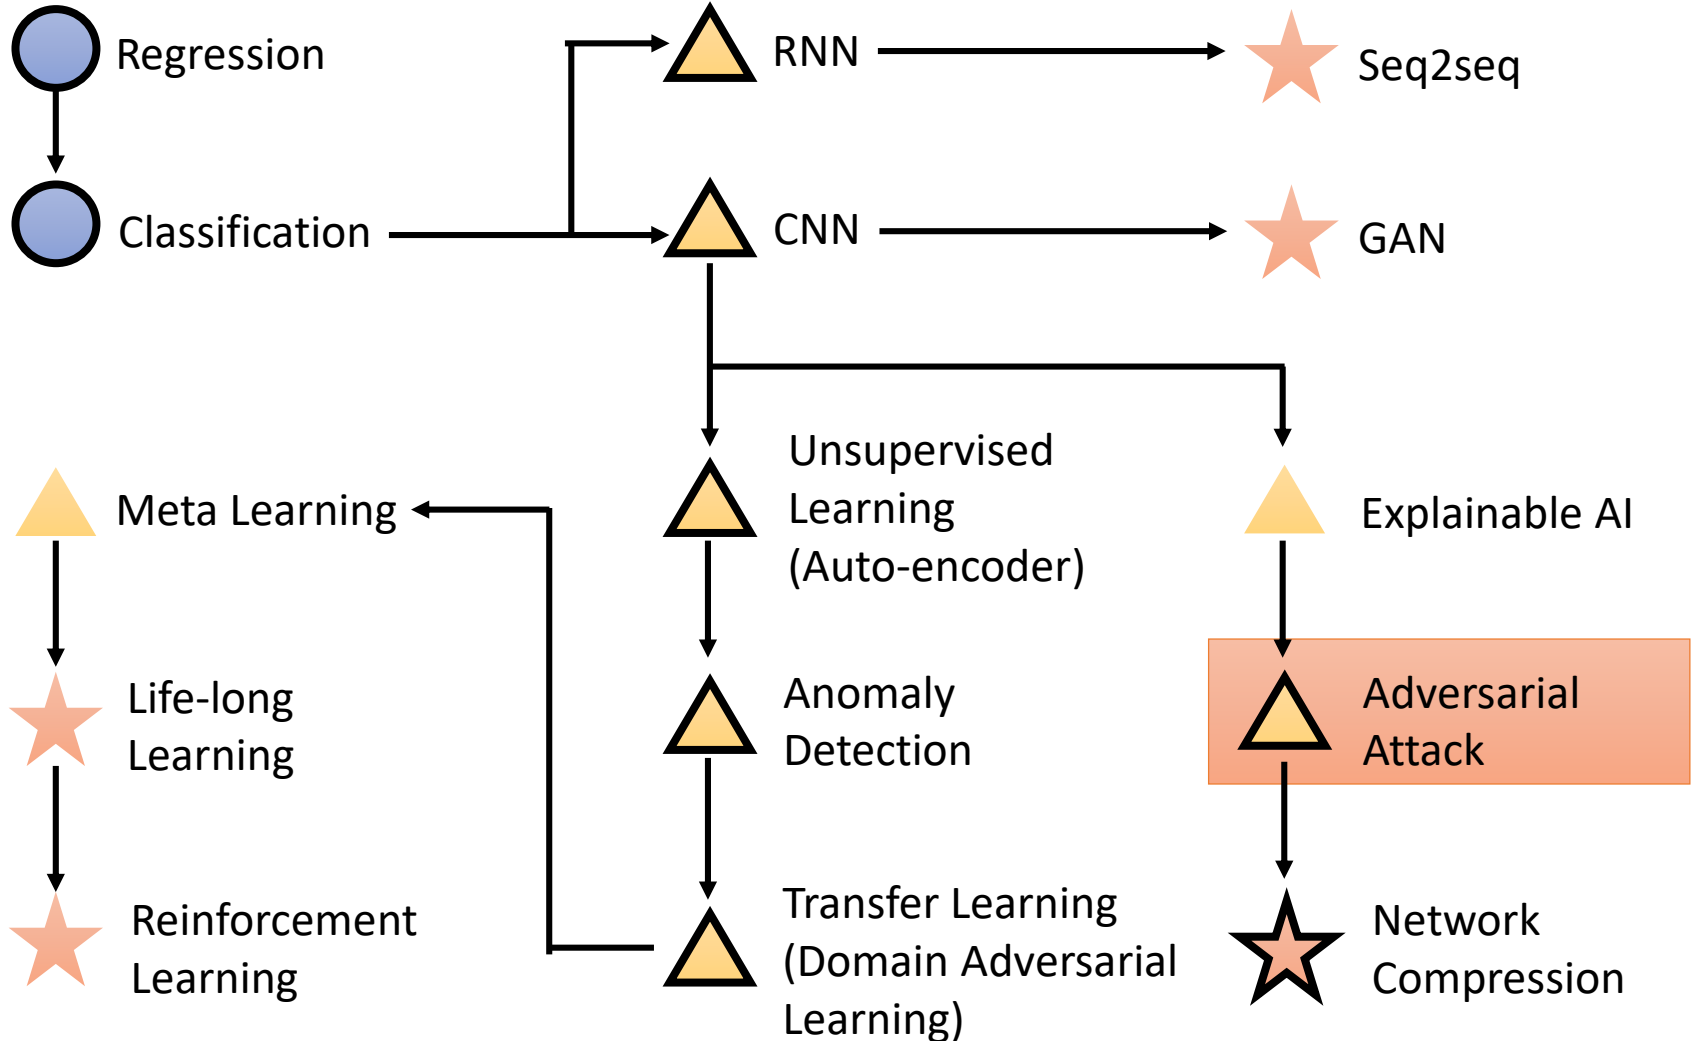 Regression
RNN
Seq2seq
Classification
CNN
GAN
Meta Learning
Unsupervised
Learning
(Auto-encoder)
Explainable AI
Life-long
Learning
Anomaly
Detection
Adversarial
Attack
Reinforcement
Learning
Transfer Learning
(Domain Adversarial
Learning)
Network
Compression